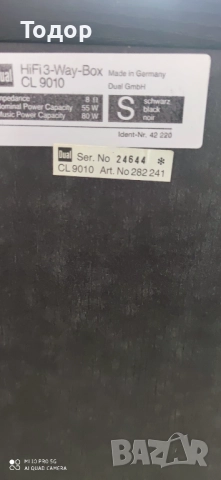 Тодор
Dual
HiFi 3-Way-Box
CL 9010
Made in Germany
Dual GmbH
Impedance 8 Ω
Nominal Power Capacity 55 W
Music Power Capacity 80 W
S
schwarz
black
noir
Ident-Nr. 42 220
Dual
Ser. No 24644 *
CL 9010 Art. No 282 241
MI 10 PRO 5G
AI QUAD CAMERA
BAZAR
bg